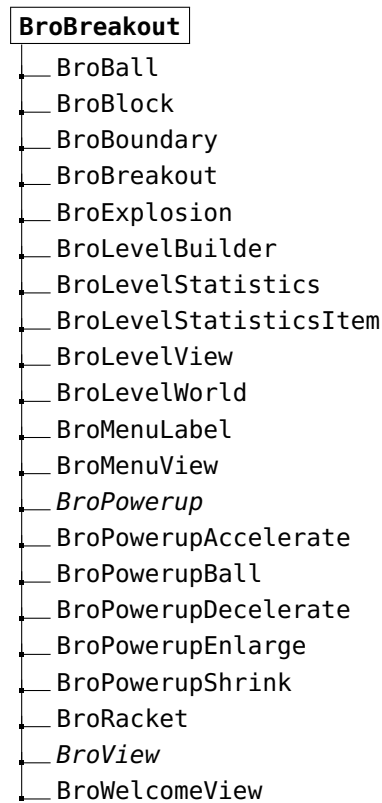 BroBreakout
BroBall
BroBlock
BroBoundary
BroBreakout
BroExplosion
BroLevelBuilder
BroLevelStatistics
BroLevelStatisticsItem
BroLevelView
BroLevelWorld
BroMenuLabel
BroMenuView
BroPowerup
BroPowerupAccelerate
BroPowerupBall
BroPowerupDecelerate
BroPowerupEnlarge
BroPowerupShrink
BroRacket
BroView
BroWelcomeView